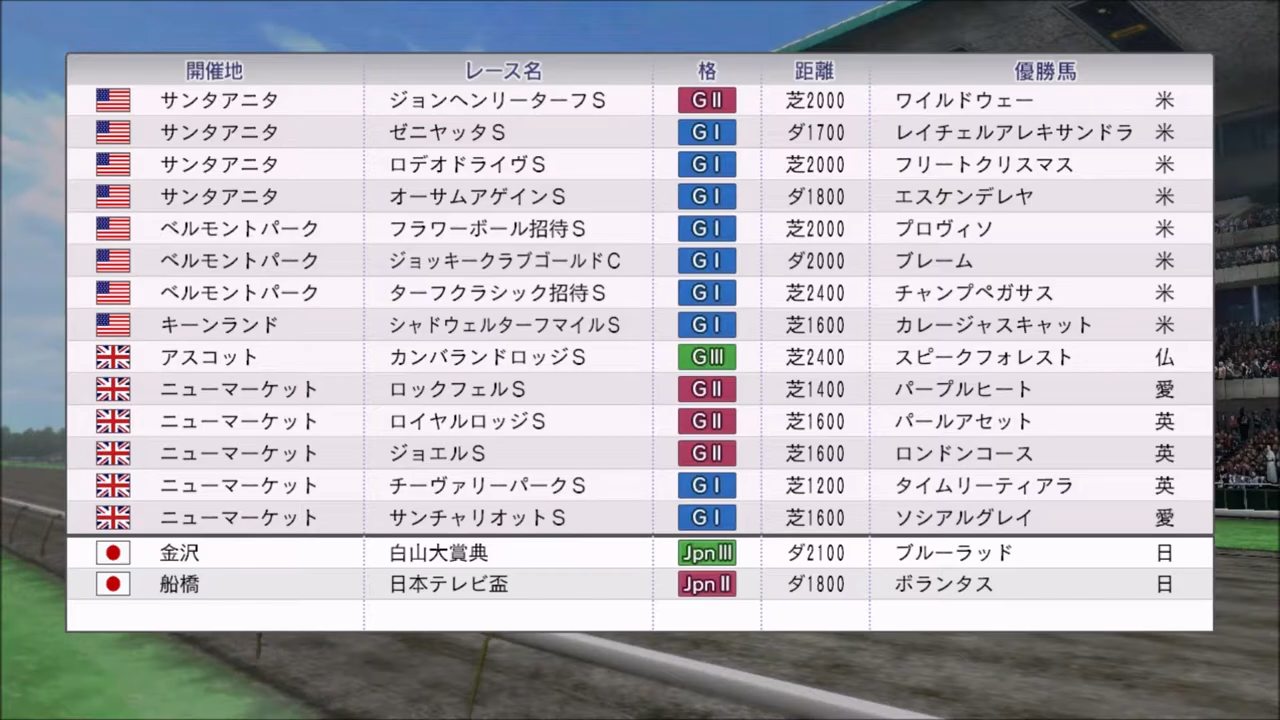 開催地 レース名 格 距離 優勝馬
サンタアニタ ジョンヘンリーターフS GII 芝2000 ワイルドウェー 米
サンタアニタ ゼニヤッタS GI ダ1700 レイチェルアレキサンドラ 米
サンタアニタ ロデオドライヴS GI 芝2000 フリートクリスマス 米
サンタアニタ オーサムアゲインS GI ダ1800 エスケンデレヤ 米
ベルモントパーク フラワーボール招待S GI 芝2000 プロヴィソ 米
ベルモントパーク ジョッキークラブゴールドC GI ダ2000 ブレーム 米
ベルモントパーク ターフクラシック招待S GI 芝2400 チャンプペガサス 米
キーンランド シャドウェルターフマイルS GI 芝1600 カレージャスキャット 米
アスコット カンバランドロッジS GIII 芝2400 スピークフォレスト 仏
ニューマーケット ロックフェルS GII 芝1400 パープルヒート 愛
ニューマーケット ロイヤルロッジS GII 芝1600 パールアセット 英
ニューマーケット ジョエルS GII 芝1600 ロンドンコース 英
ニューマーケット チーヴァリーパークS GI 芝1200 タイムリーティアラ 英
ニューマーケット サンチャリオットS GI 芝1600 ソシアルグレイ 愛
金沢 白山大賞典 JpnIII ダ2100 ブルーラッド 日
船橋 日本テレビ盃 JpnII ダ1800 ボランタス 日